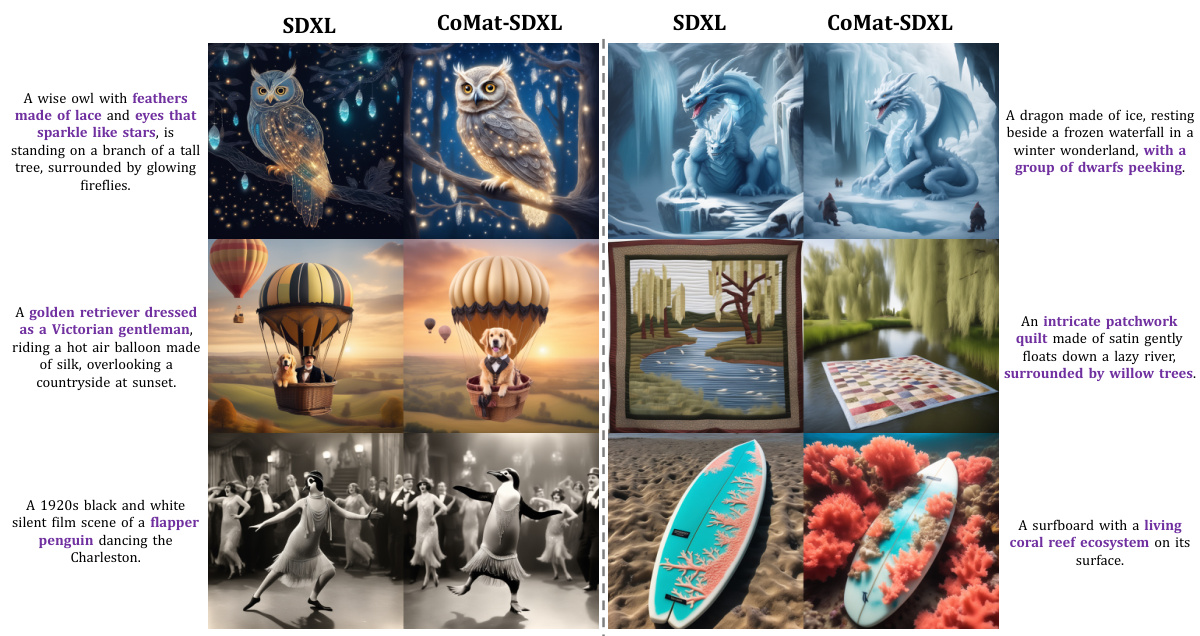 SDXL
CoMat-SDXL
SDXL
CoMat-SDXL
A wise owl with feathers
made of lace and eyes that
sparkle like stars, is
standing on a branch of a tall
tree, surrounded by glowing
fireflies.
A dragon made of ice, resting
beside a frozen waterfall in a
winter wonderland, with a
group of dwarfs peeking.
A golden retriever dressed
as a Victorian gentleman,
riding a hot air balloon made
of silk, overlooking a
countryside at sunset.
An intricate patchwork
quilt made of satin gently
floats down a lazy river,
surrounded by willow trees.
A 1920s black and white
silent film scene of a flapper
penguin dancing the
Charleston.
A surfboard with a living
coral reef ecosystem on its
surface.